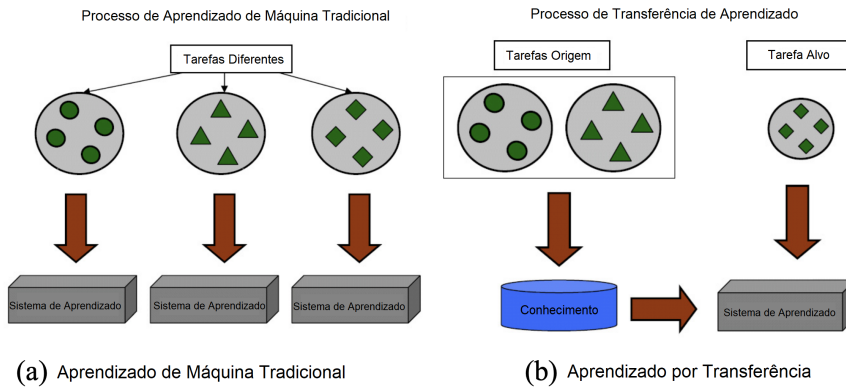 Processo de Aprendizado de Máquina Tradicional
Tarefas Diferentes
Sistema de Aprendizado
Sistema de Aprendizado
Sistema de Aprendizado
(a) Aprendizado de Máquina Tradicional
Processo de Transferência de Aprendizado
Tarefas Origem
Tarefa Alvo
Conhecimento
Sistema de Aprendizado
(b) Aprendizado por Transferência